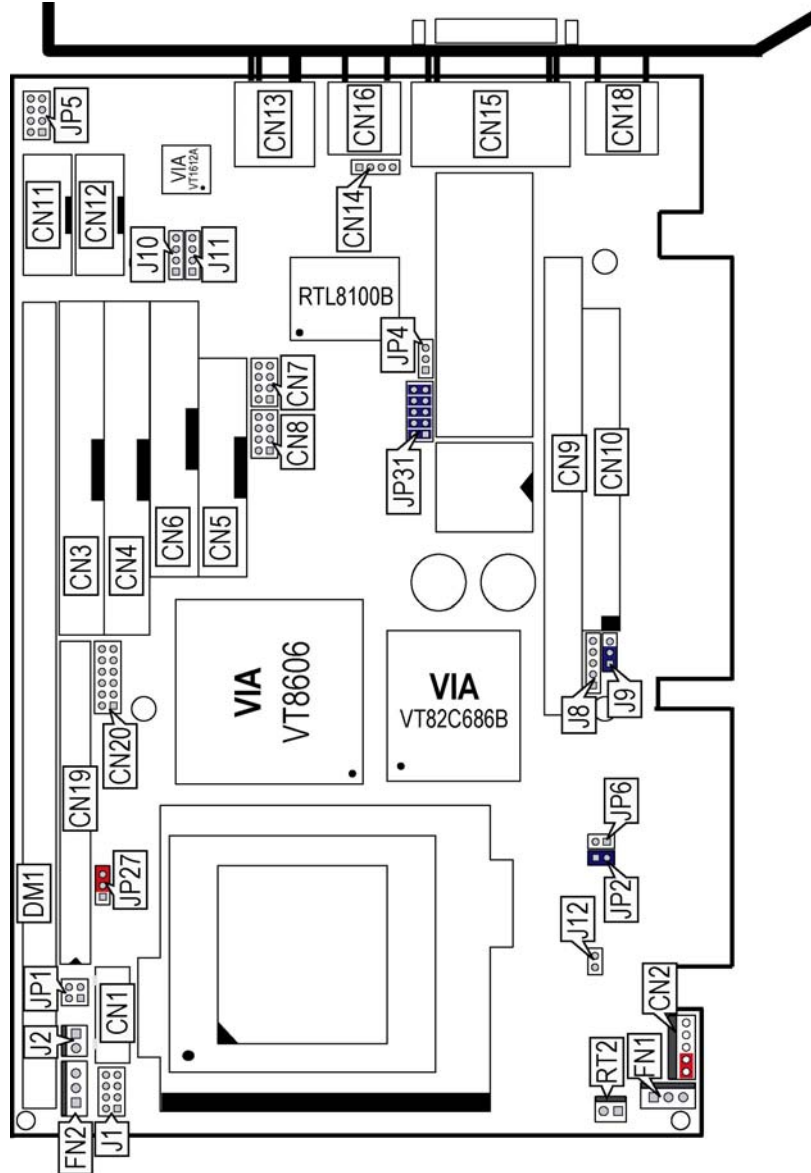 JP5
CN11
CN12
VIA
VT1612A
CN13
CN16
CN15
CN18
CN14
J10
J11
RTL8100B
JP4
CN7
CN8
JP31
CN9
CN10
CN3
CN4
CN6
CN5
VIA
VT8606
VIA
VT82C686B
J8
J9
CN20
CN19
JP27
DM1
JP6
JP2
J12
JP1
CN1
J2
CN2
RT2
FN1
FN2
J1